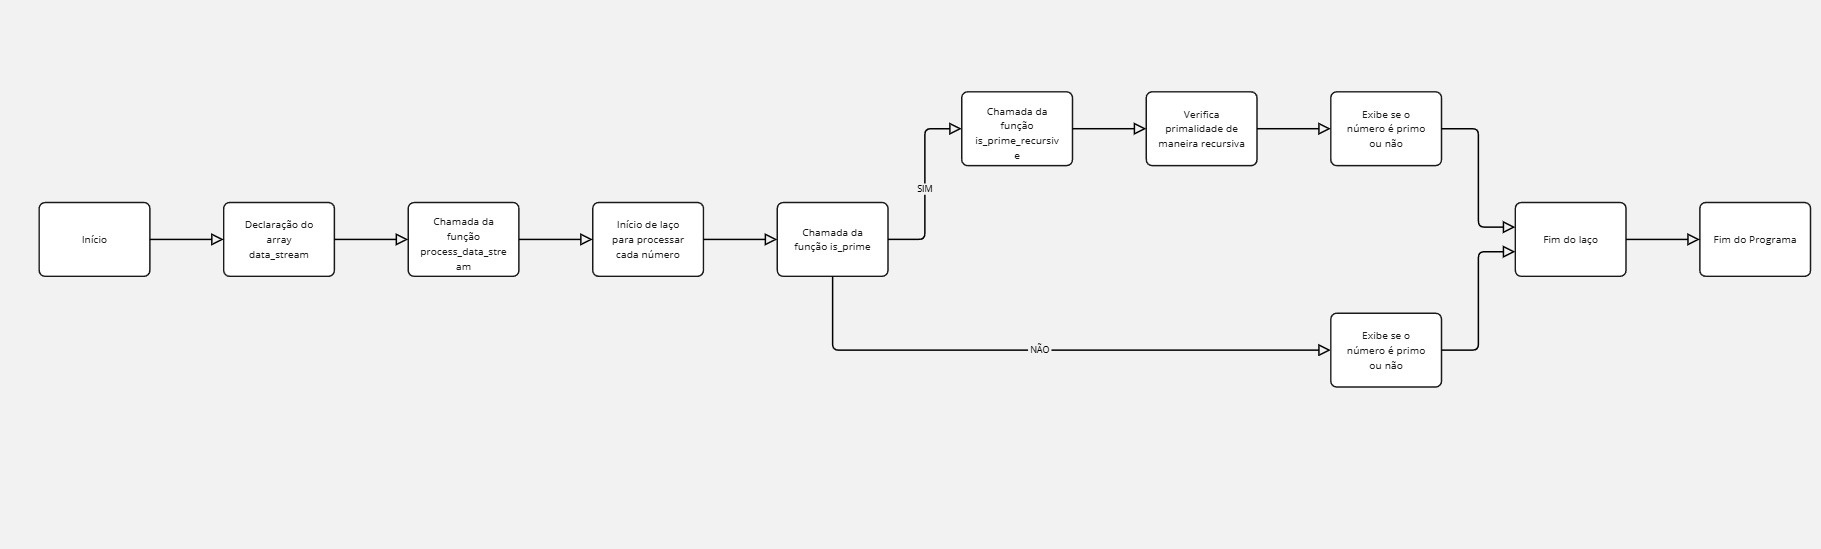 Início
Declaração do
array
data_stream
Chamada da
função
process_data_stre
am
Início de laço
para processar
cada número
Chamada da
função is_prime
SIM
Chamada da
função
is_prime_recursiv
e
Verifica
primalidade de
maneira recursiva
Exibe se o
número é primo
ou não
NÃO
Exibe se o
número é primo
ou não
Fim do laço
Fim do Programa